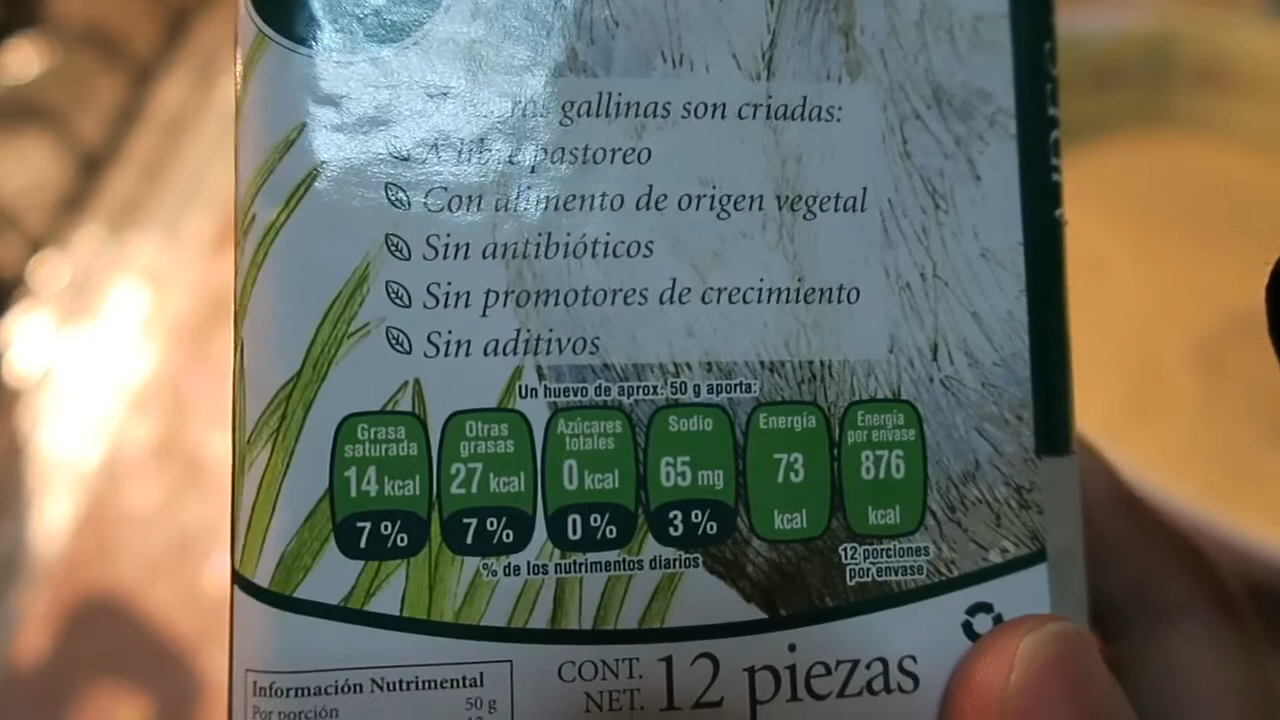 gallinas son criadas:
A libre pastoreo
Con alimento de origen vegetal
Sin antibióticos
Sin promotores de crecimiento
Sin aditivos
Un huevo de aprox. 50 g aporta:
Grasa saturada 14 kcal 7 %
Otras grasas 27 kcal 7 %
Azúcares totales 0 kcal 0 %
Sodio 65 mg 3 %
Energía 73 kcal
Energía por envase 876 kcal
% de los nutrimentos diarios
12 porciones
por envase
CONT. NET. 12 piezas
Información Nutrimental
Por porción 50 g